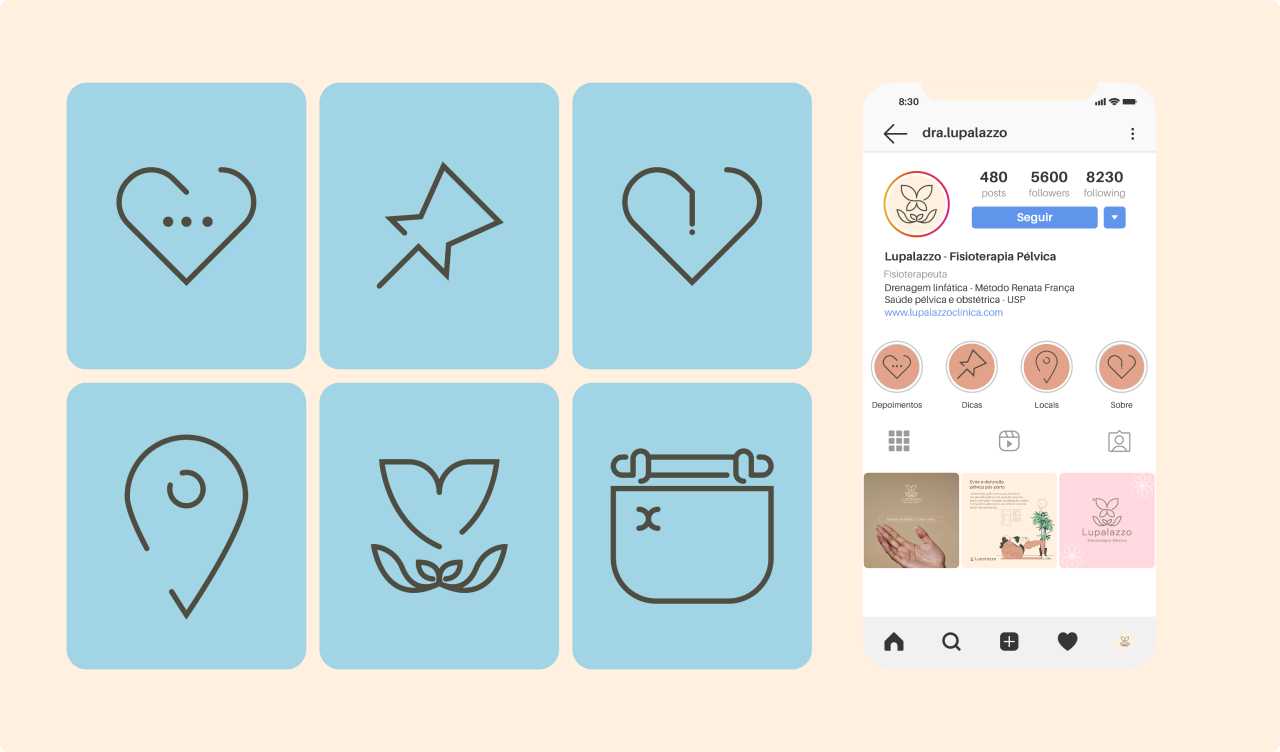 8:30
dra.lupalazzo
480 5600 8230
posts followers following
Seguir
Lupalazzo - Fisioterapia Pélvica
Fisioterapeuta
Drenagem linfática - Método Renata França
Saúde pélvica e obstétrica - USP
www.lupalazzoclínica.com
Depoimentos Dicas Locais Sobre
Evite a disfunção
pélvica pós-parto
Lupalazzo
Lupalazzo
Fisioterapia Pélvica